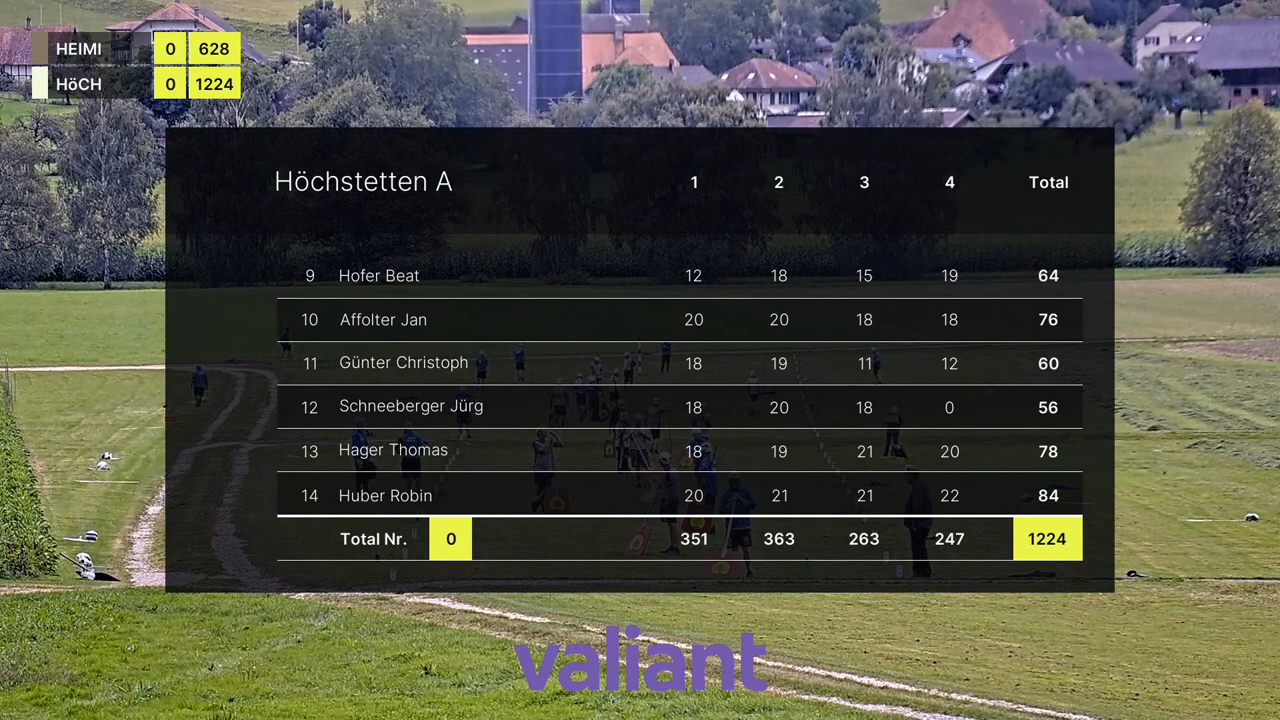 HEIMI 0 628
HöCH 0 1224
Höchstetten A 1 2 3 4 Total
9 Hofer Beat 12 18 15 19 64
10 Affolter Jan 20 20 18 18 76
11 Günter Christoph 18 19 11 12 60
12 Schneeberger Jürg 18 20 18 0 56
13 Hager Thomas 18 19 21 20 78
14 Huber Robin 20 21 21 22 84
Total Nr. 0 351 363 263 247 1224
valiant